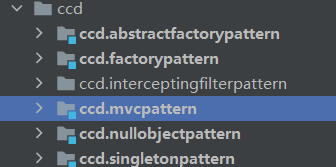 ccd
ccd.abstractfactorypattern
ccd.factorypattern
ccd.interceptingfilterpattern
ccd.mvcpattern
ccd.nullobjectpattern
ccd.singletonpattern